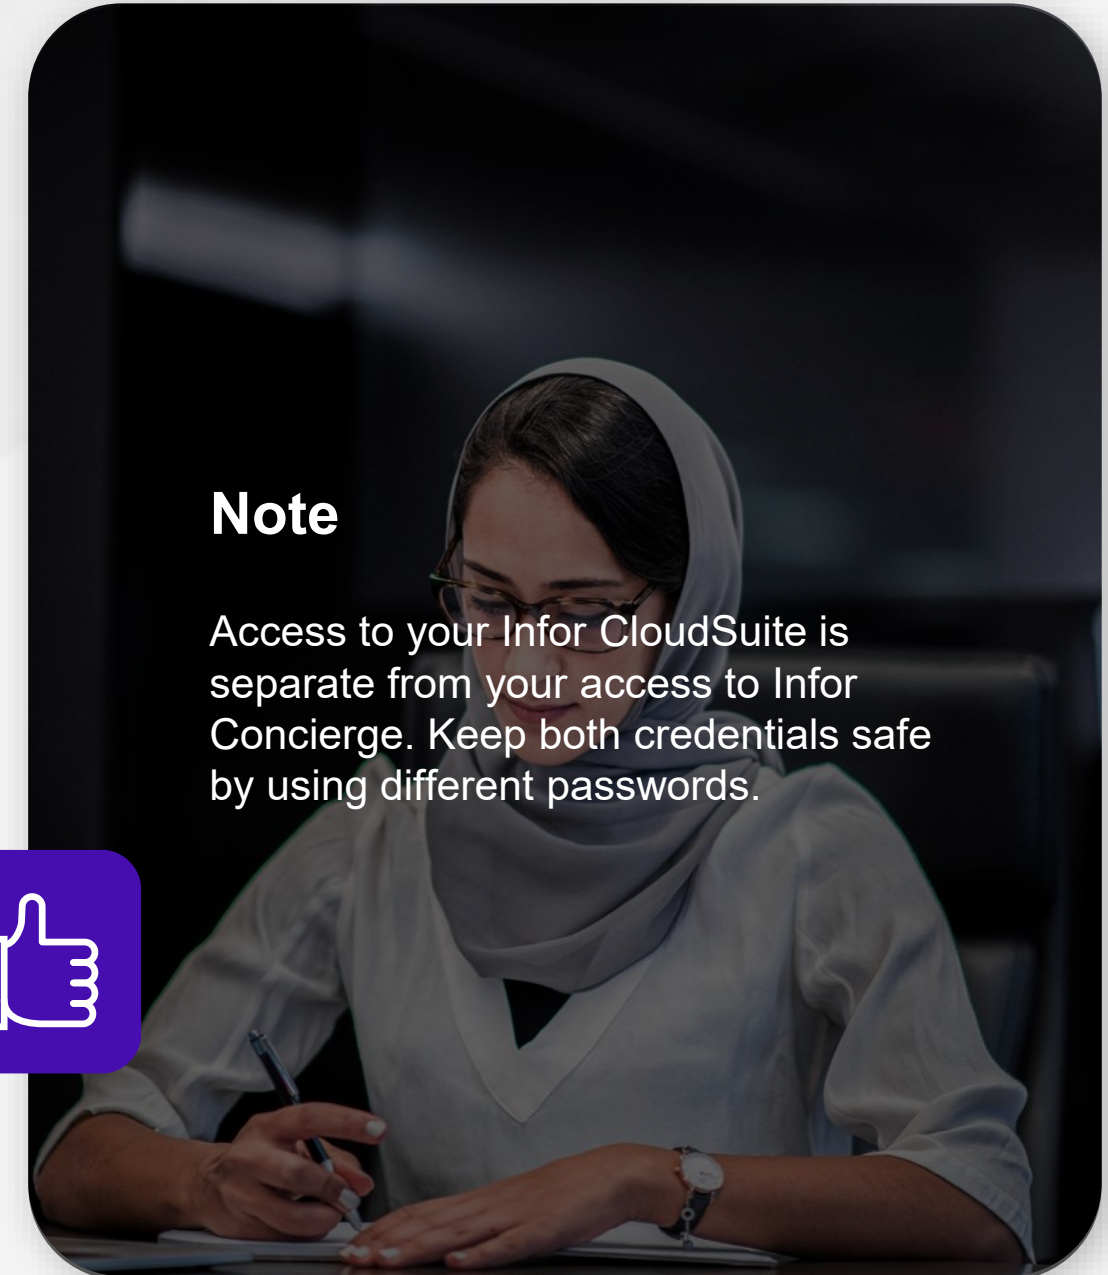 Note
Access to your Infor CloudSuite is
separate from your access to Infor
Concierge. Keep both credentials safe
by using different passwords.